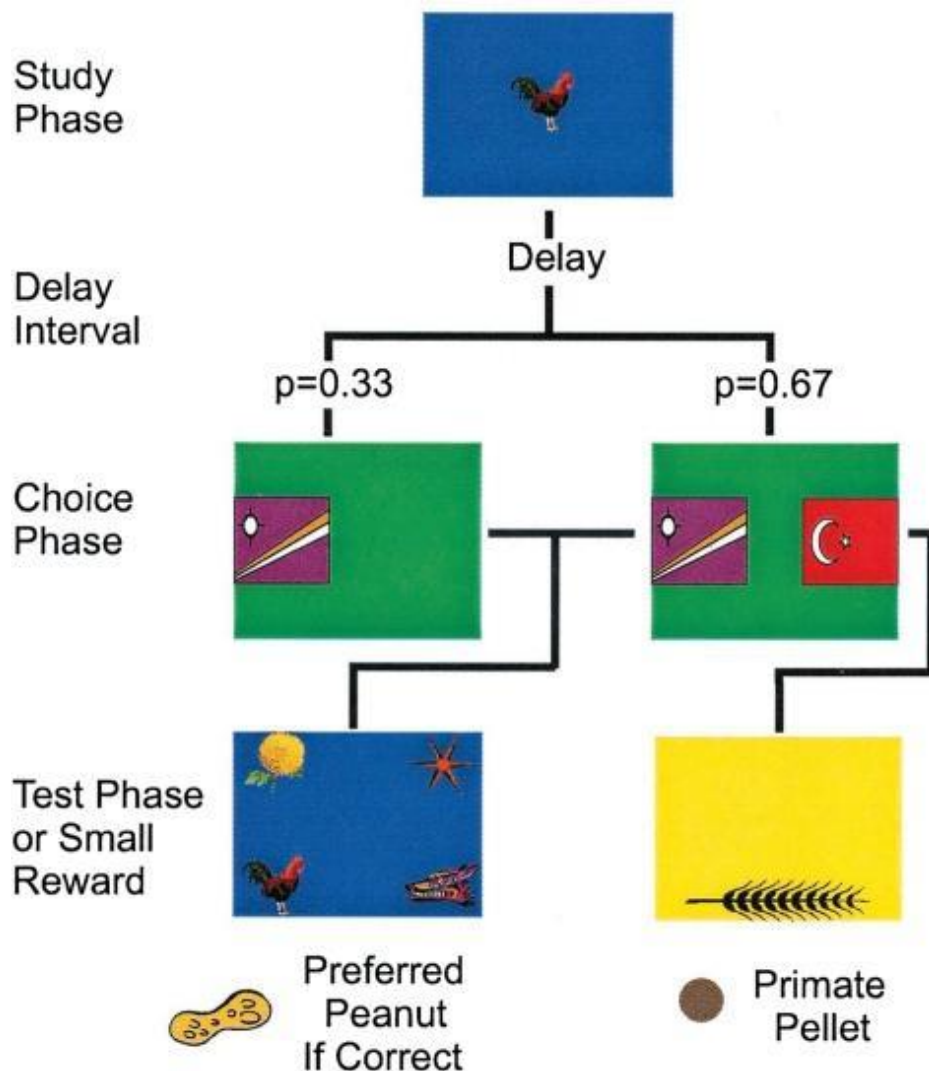 Study
Phase
Delay
Delay
Interval
p=0.33
p=0.67
Choice
Phase
Test Phase
or Small
Reward
Preferred
Peanut
If Correct
Primate
Pellet